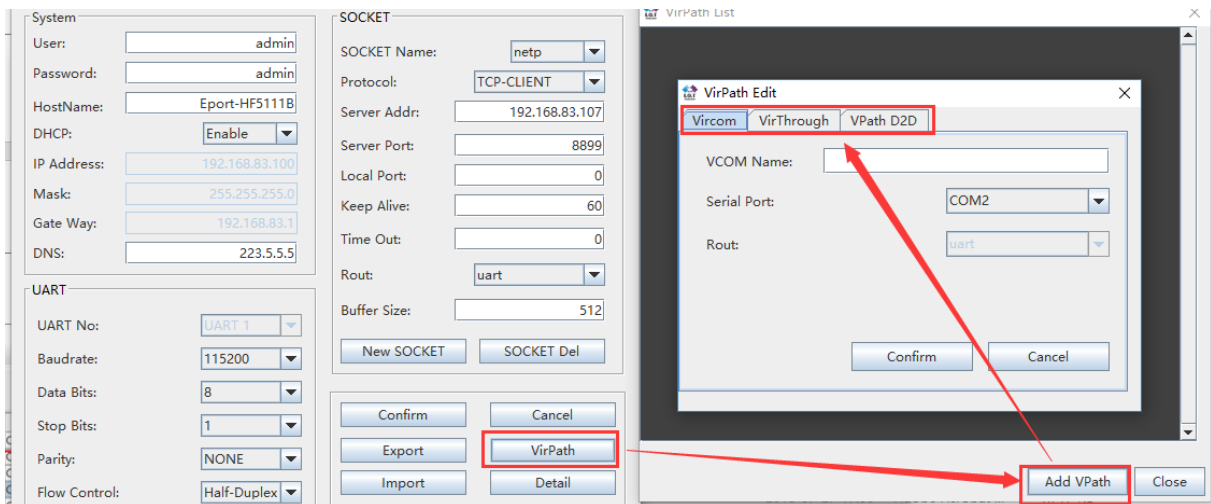 System
User: admin
Password: admin
HostName: Eport-HF5111B
DHCP: Enable
IP Address: 192.168.83.100
Mask: 255.255.255.0
Gate Way: 192.168.83.1
DNS: 223.5.5.5
UART
UART No: UART 1
Baudrate: 115200
Data Bits: 8
Stop Bits: 1
Parity: NONE
Flow Control: Half-Duplex
SOCKET
SOCKET Name: netp
Protocol: TCP-CLIENT
Server Addr: 192.168.83.107
Server Port: 8899
Local Port: 0
Keep Alive: 60
Time Out: 0
Rout: uart
Buffer Size: 512
New SOCKET SOCKET Del
Confirm Cancel
Export VirPath
Import Detail
VirPath List
VirPath Edit
Vircom VirThrough VPath D2D
VCOM Name:
Serial Port: COM2
Rout: uart
Confirm Cancel
Add VPath Close